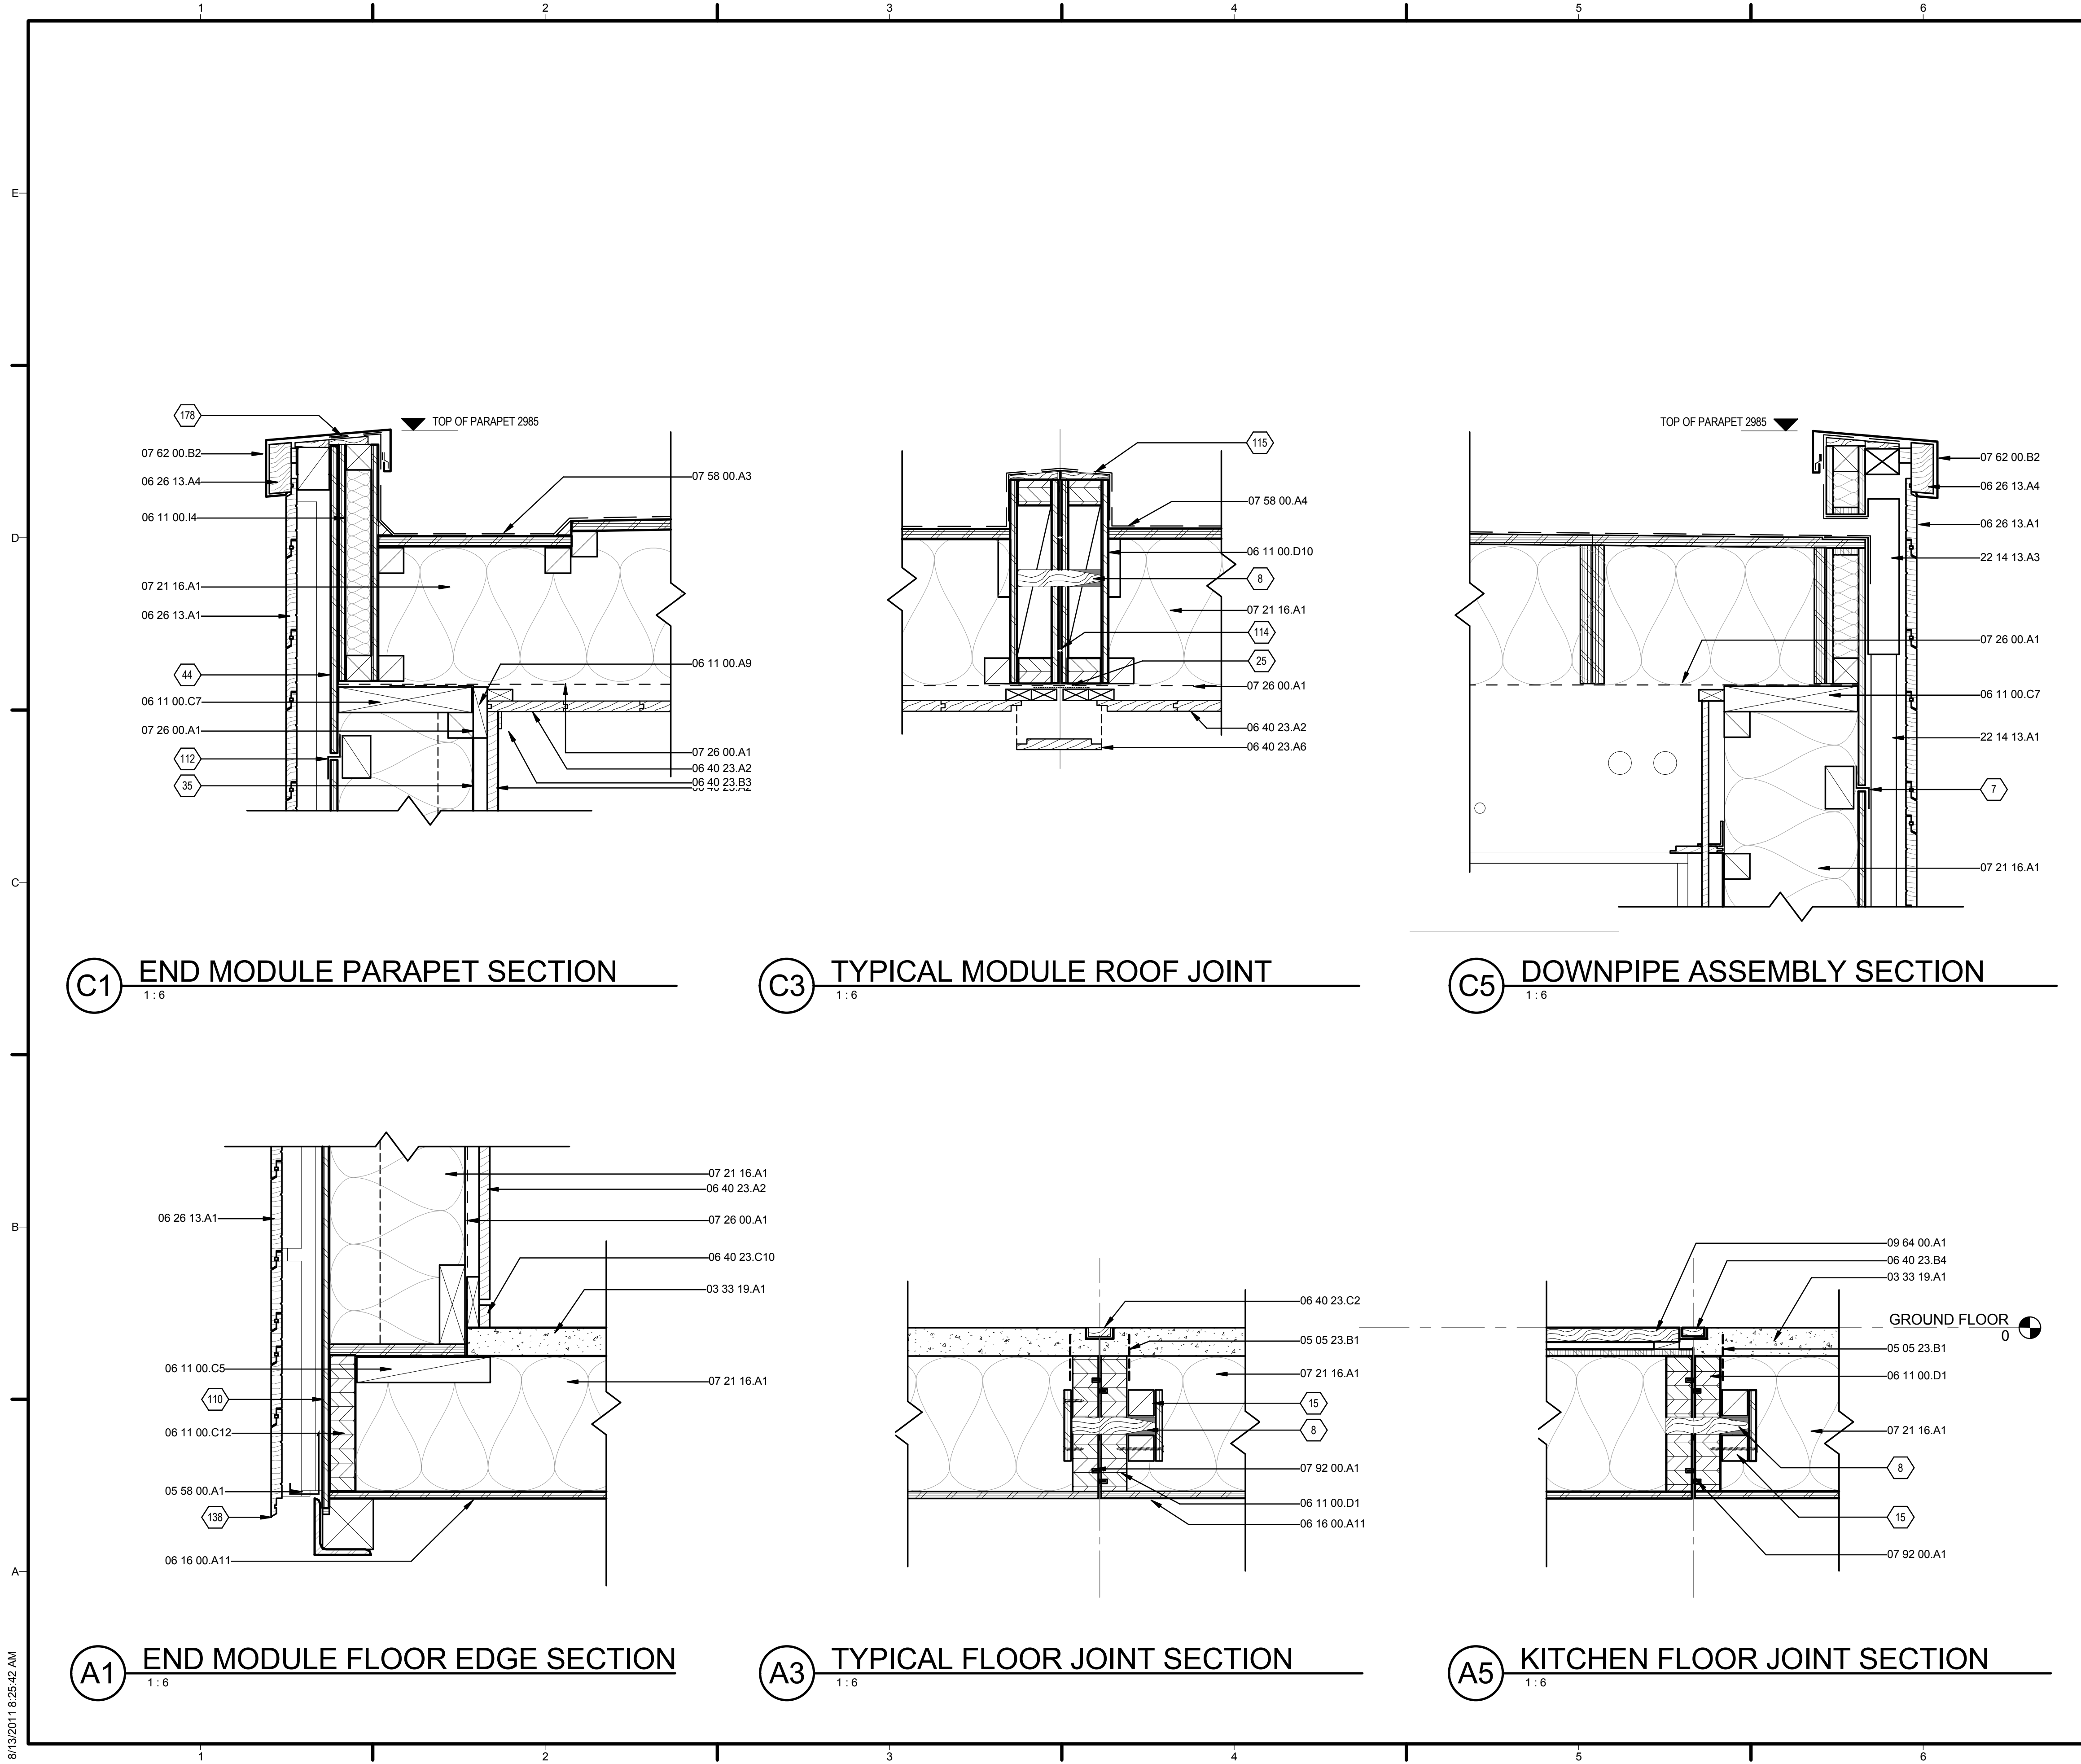 1
2
3
4
5
6
E
D
C
B
A
178
TOP OF PARAPET 2985
07 62 00.B2
06 26 13.A4
06 11 00.I4
07 21 16.A1
06 26 13.A1
44
06 11 00.C7
07 26 00.A1
112
35
07 58 00.A3
06 11 00.A9
07 26 00.A1
06 40 23.A2
06 40 23.B3
C1
END MODULE PARAPET SECTION
1 : 6
115
07 58 00.A4
06 11 00.D10
8
07 21 16.A1
114
25
07 26 00.A1
06 40 23.A2
06 40 23.A6
C3
TYPICAL MODULE ROOF JOINT
1 : 6
TOP OF PARAPET 2985
07 62 00.B2
06 26 13.A4
06 26 13.A1
22 14 13.A3
07 26 00.A1
06 11 00.C7
22 14 13.A1
7
07 21 16.A1
C5
DOWNPIPE ASSEMBLY SECTION
1 : 6
06 26 13.A1
06 11 00.C5
110
06 11 00.C12
05 58 00.A1
138
06 16 00.A11
07 21 16.A1
06 40 23.A2
07 26 00.A1
06 40 23.C10
03 33 19.A1
07 21 16.A1
A1
END MODULE FLOOR EDGE SECTION
1 : 6
06 40 23.C2
05 05 23.B1
07 21 16.A1
15
8
07 92 00.A1
06 11 00.D1
06 16 00.A11
A3
TYPICAL FLOOR JOINT SECTION
1 : 6
09 64 00.A1
06 40 23.B4
03 33 19.A1
GROUND FLOOR
0
05 05 23.B1
06 11 00.D1
07 21 16.A1
8
15
07 92 00.A1
A5
KITCHEN FLOOR JOINT SECTION
1 : 6
8/13/2011 8:25:42 AM
1
2
3
4
5
6